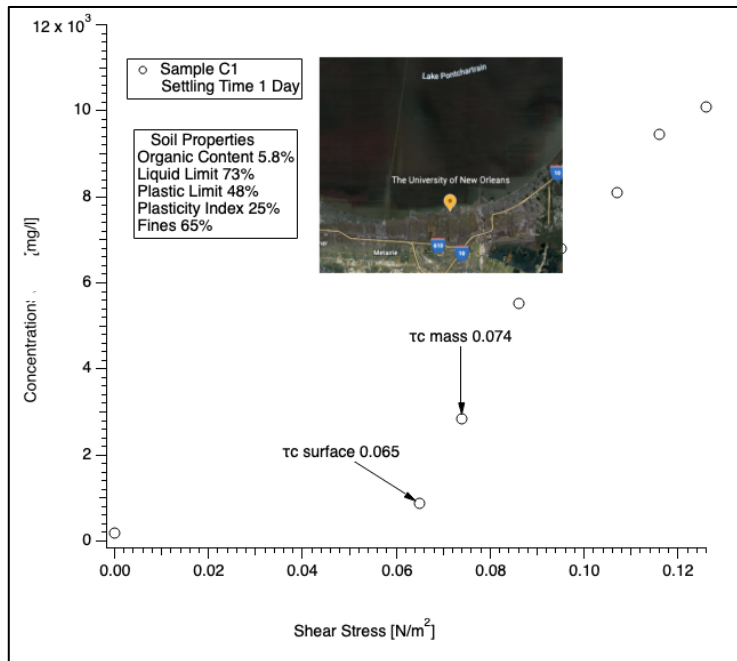 12 x 10³
10
8
6
4
2
0
Concentration [mg/l]
Sample C1
Settling Time 1 Day
Soil Properties
Organic Content 5.8%
Liquid Limit 73%
Plastic Limit 48%
Plasticity Index 25%
Fines 65%
Lake Pontchartrain
The University of New Orleans
10
610
10
Metairie
τc mass 0.074
τc surface 0.065
0.00 0.02 0.04 0.06 0.08 0.10 0.12
Shear Stress [N/m²]